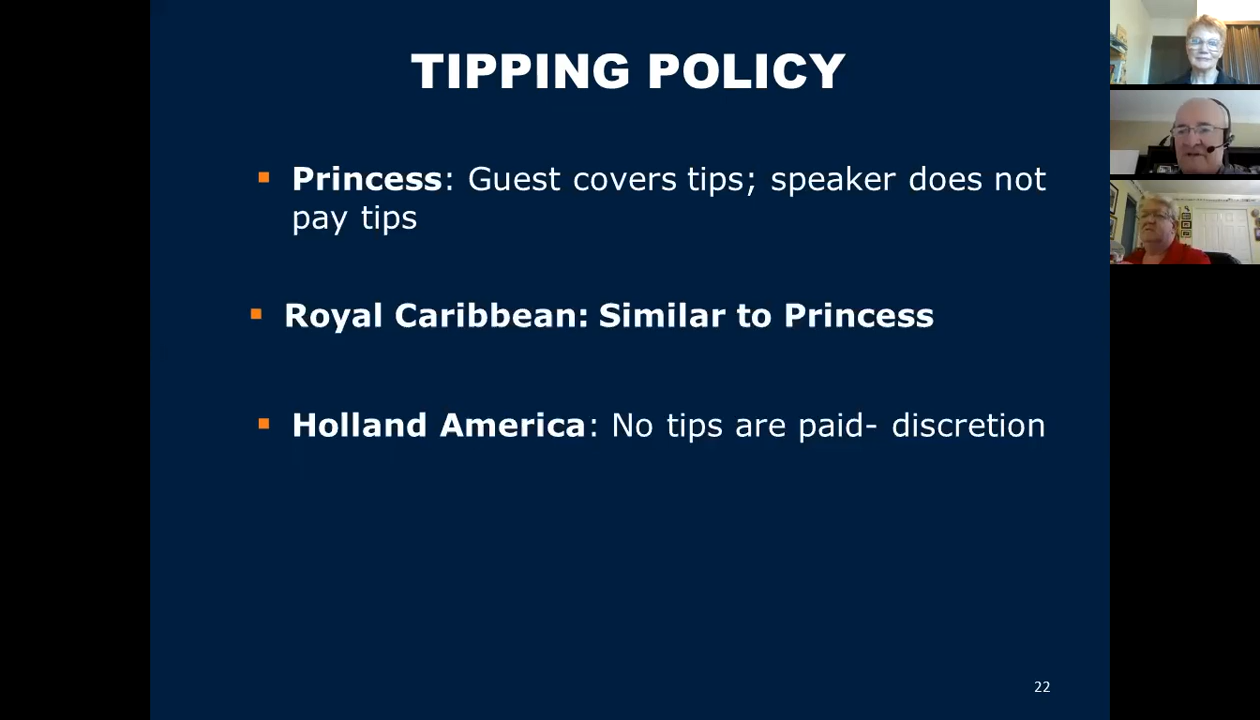 TIPPING POLICY
Princess: Guest covers tips; speaker does not
pay tips
Royal Caribbean: Similar to Princess
Holland America: No tips are paid- discretion
22